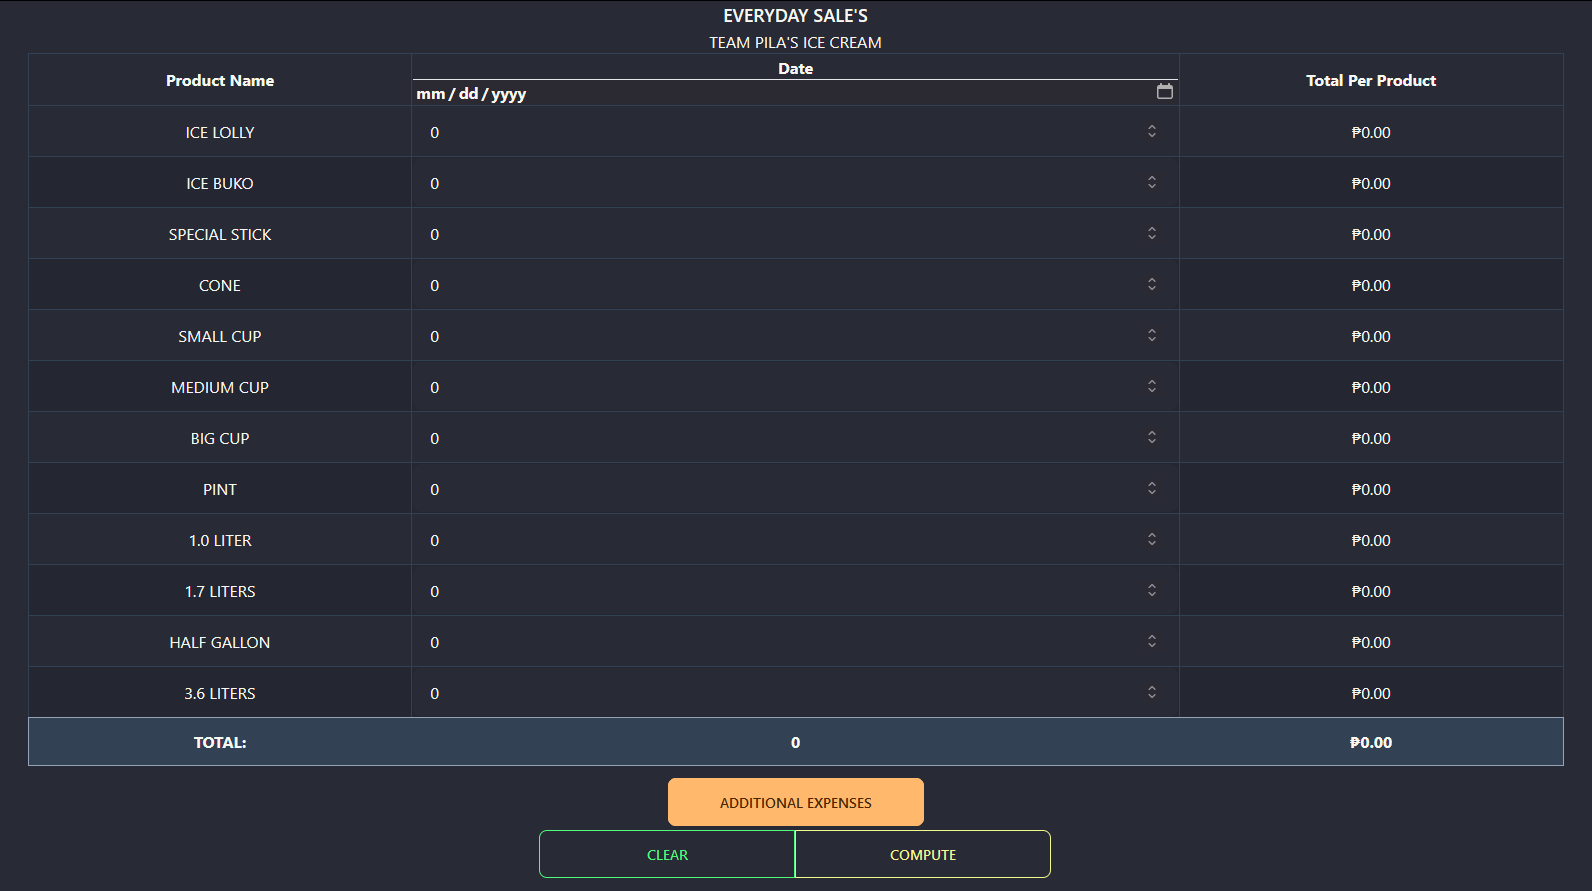 EVERYDAY SALE'S
TEAM PILA'S ICE CREAM
Product Name Date Total Per Product
mm/dd/yyyy
ICE LOLLY 0 ₱0.00
ICE BUKO 0 ₱0.00
SPECIAL STICK 0 ₱0.00
CONE 0 ₱0.00
SMALL CUP 0 ₱0.00
MEDIUM CUP 0 ₱0.00
BIG CUP 0 ₱0.00
PINT 0 ₱0.00
1.0 LITER 0 ₱0.00
1.7 LITERS 0 ₱0.00
HALF GALLON 0 ₱0.00
3.6 LITERS 0 ₱0.00
TOTAL: 0 ₱0.00
ADDITIONAL EXPENSES
CLEAR COMPUTE